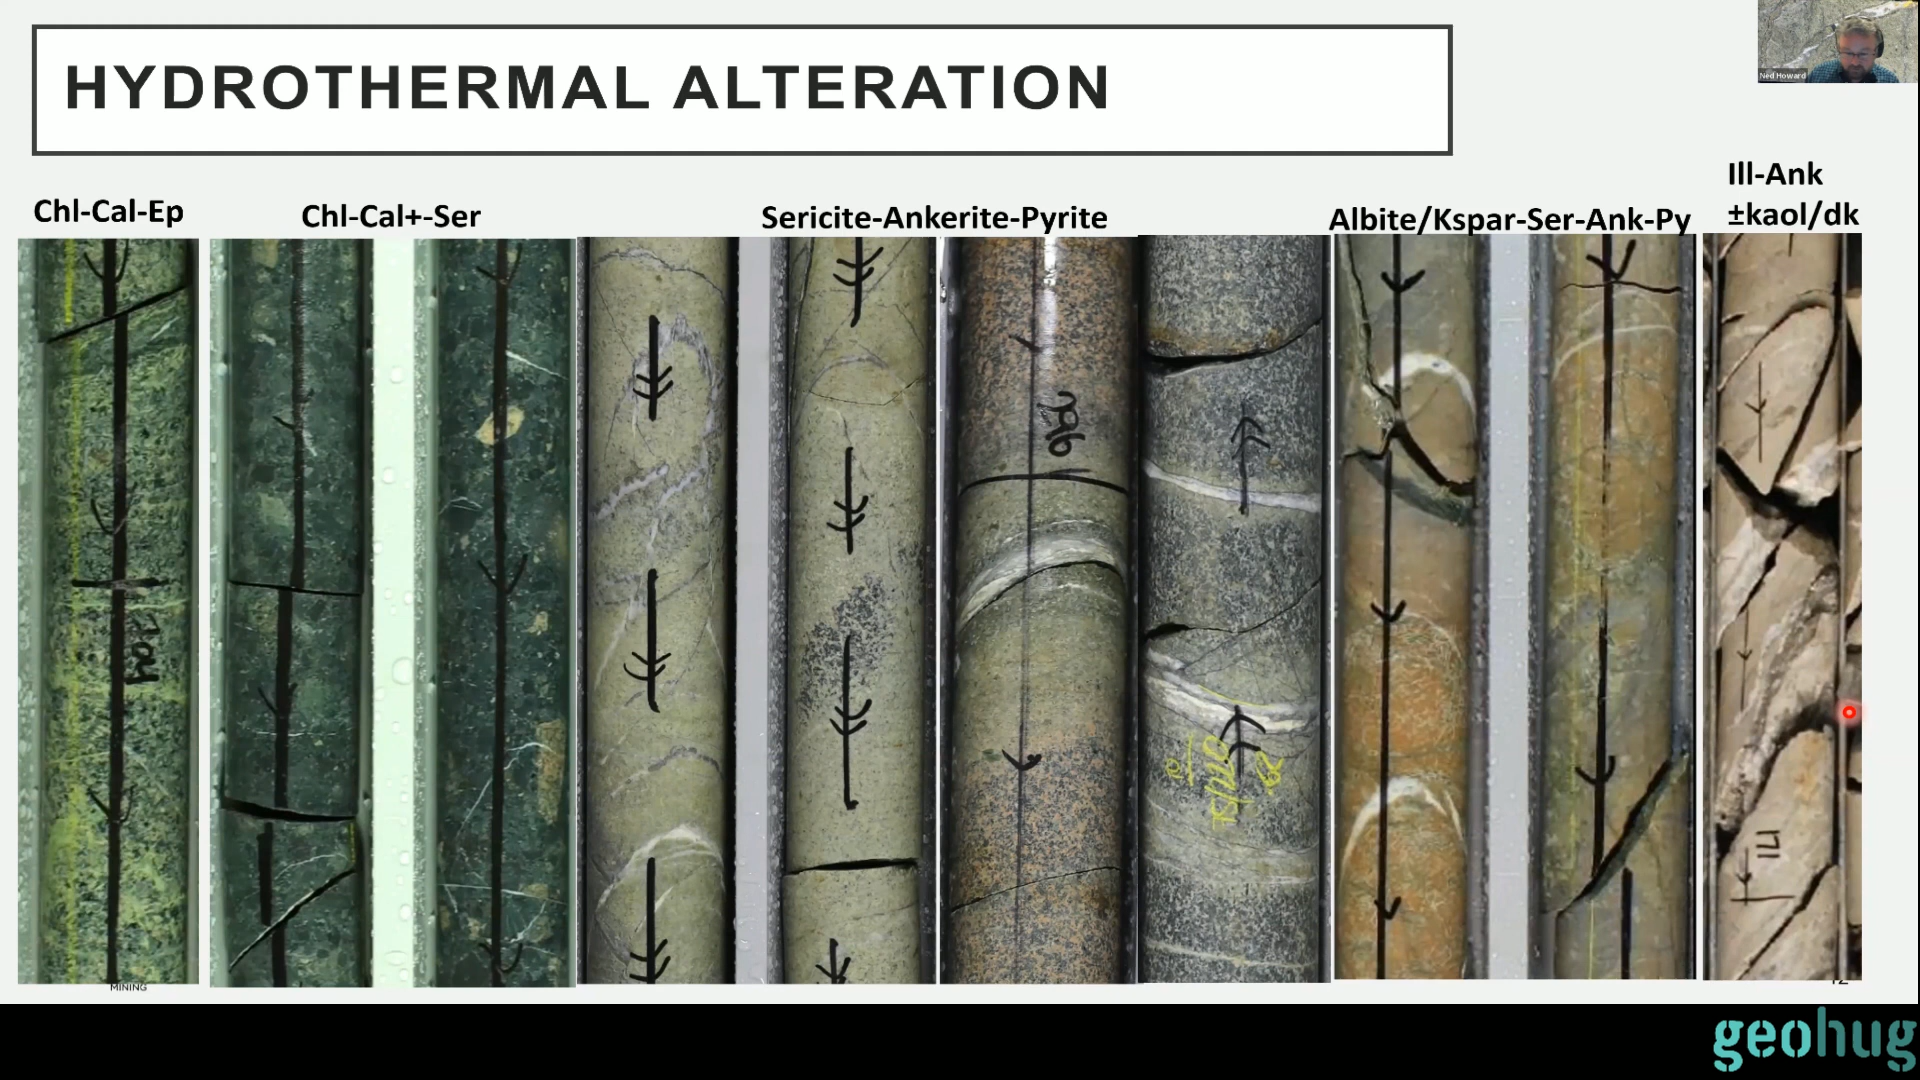 HYDROTHERMAL ALTERATION
Ned Howard
Chl-Cal-Ep
Chl-Cal+-Ser
Sericite-Ankerite-Pyrite
Albite/Kspar-Ser-Ank-Py
Ill-Ank
±kaol/dk
MINING
geohug